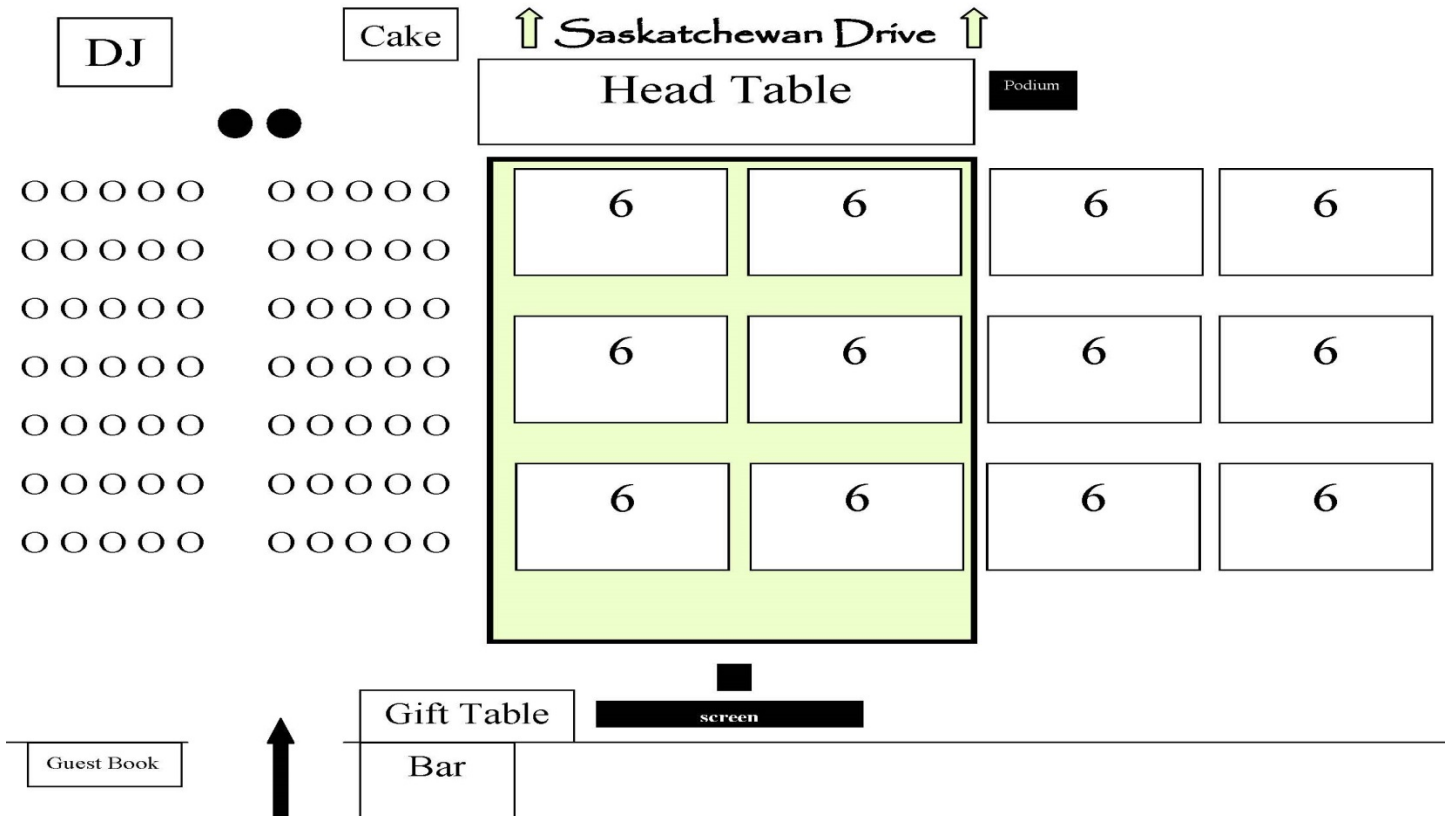 DJ
Cake
Saskatchewan Drive
Head Table
Podium
6 6 6 6
6 6 6 6
6 6 6 6
Gift Table
screen
Guest Book
Bar